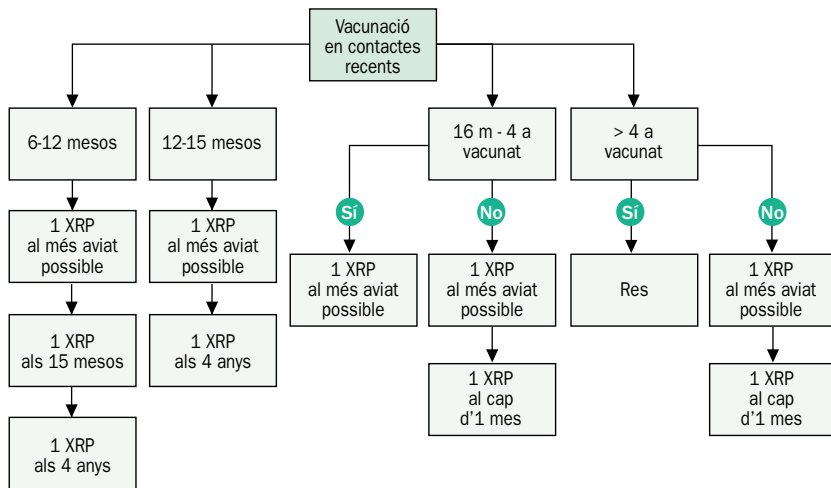 Vacunació
en contactes
recents
6-12 mesos
12-15 mesos
16 m - 4 a
vacunat
> 4 a
vacunat
Sí
No
Sí
No
1 XRP
al més aviat
possible
1 XRP
al més aviat
possible
1 XRP
al més aviat
possible
1 XRP
al més aviat
possible
Res
1 XRP
al més aviat
possible
1 XRP
als 15 mesos
1 XRP
als 4 anys
1 XRP
al cap
d'1 mes
1 XRP
al cap
d'1 mes
1 XRP
als 4 anys